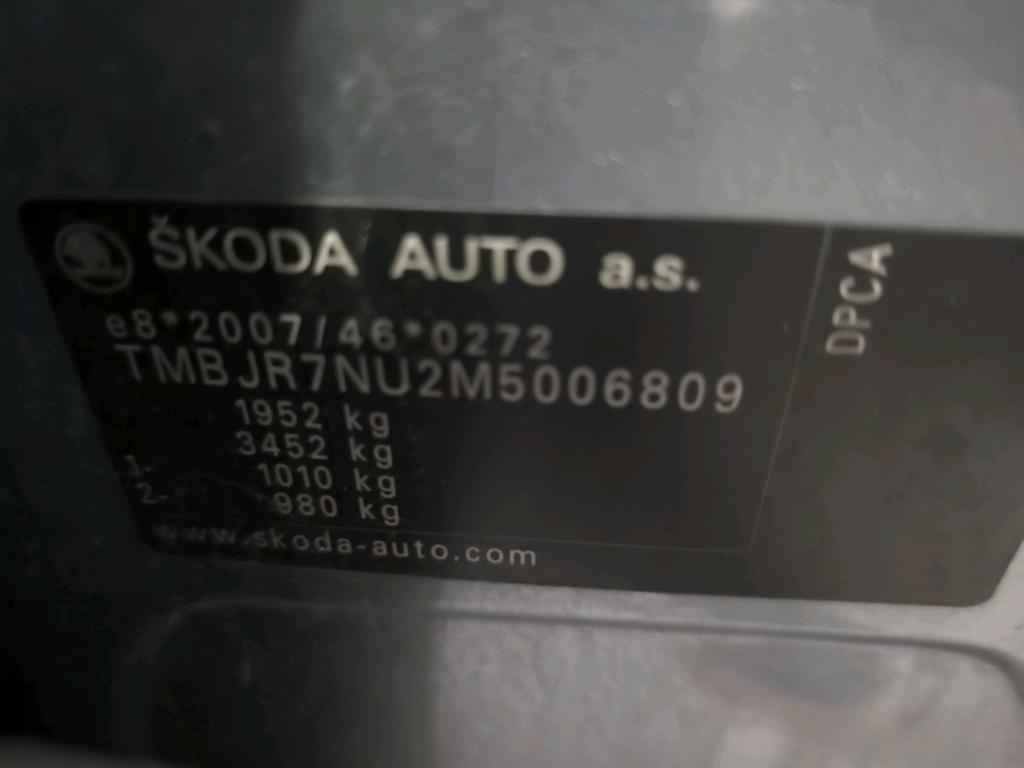 ŠKODA AUTO a.s.
e8*2007/46*0272
TMBJR7NU2M5006809
1952 kg
3452 kg
1- 1010 kg
2- 980 kg
www.skoda-auto.com
DPCA